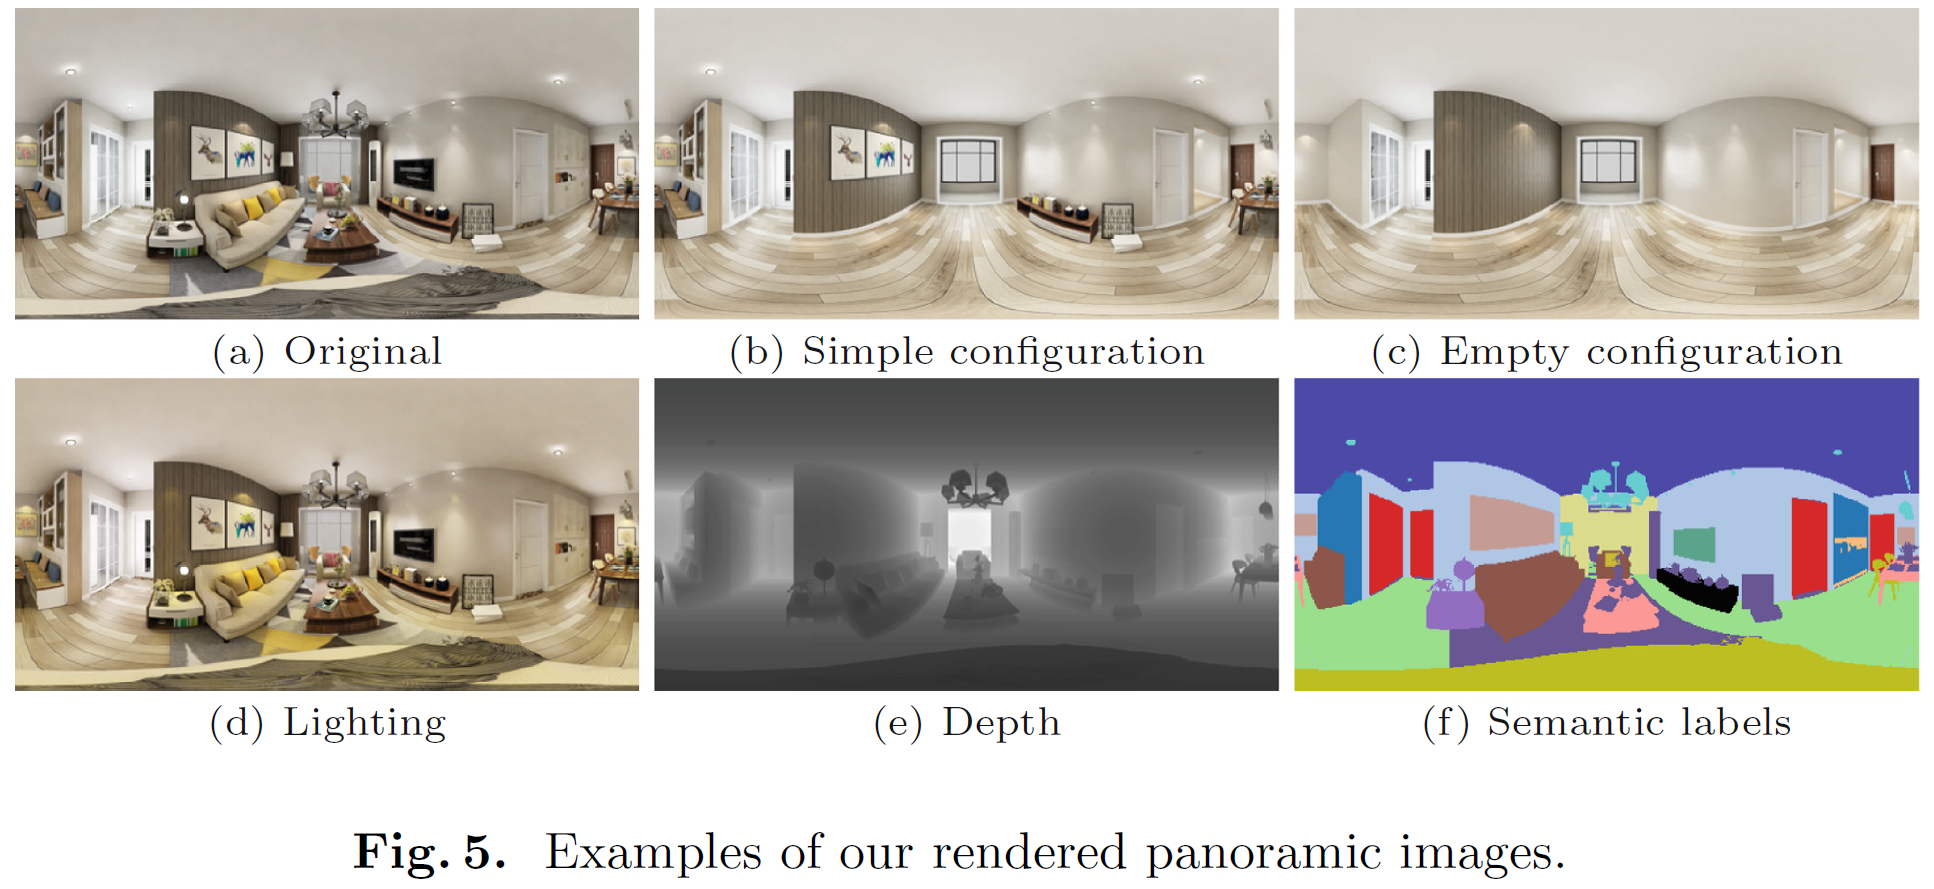 (a) Original
(b) Simple configuration
(c) Empty configuration
(d) Lighting
(e) Depth
(f) Semantic labels
Fig. 5. Examples of our rendered panoramic images.